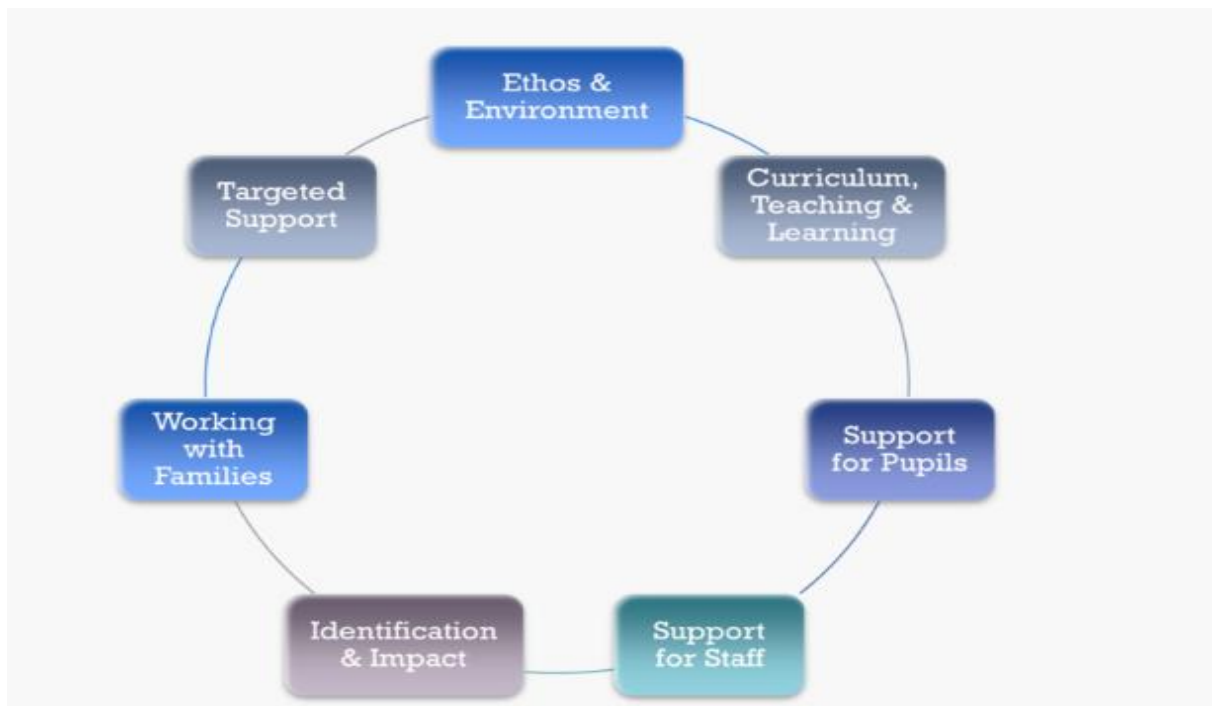 Ethos &
Environment
Curriculum,
Teaching &
Learning
Support
for Pupils
Support
for Staff
Identification
& Impact
Working
with
Families
Targeted
Support